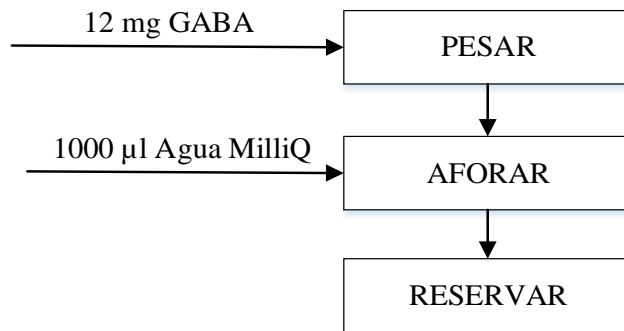 12 mg GABA
PESAR
1000 µl Agua MilliQ
AFORAR
RESERVAR